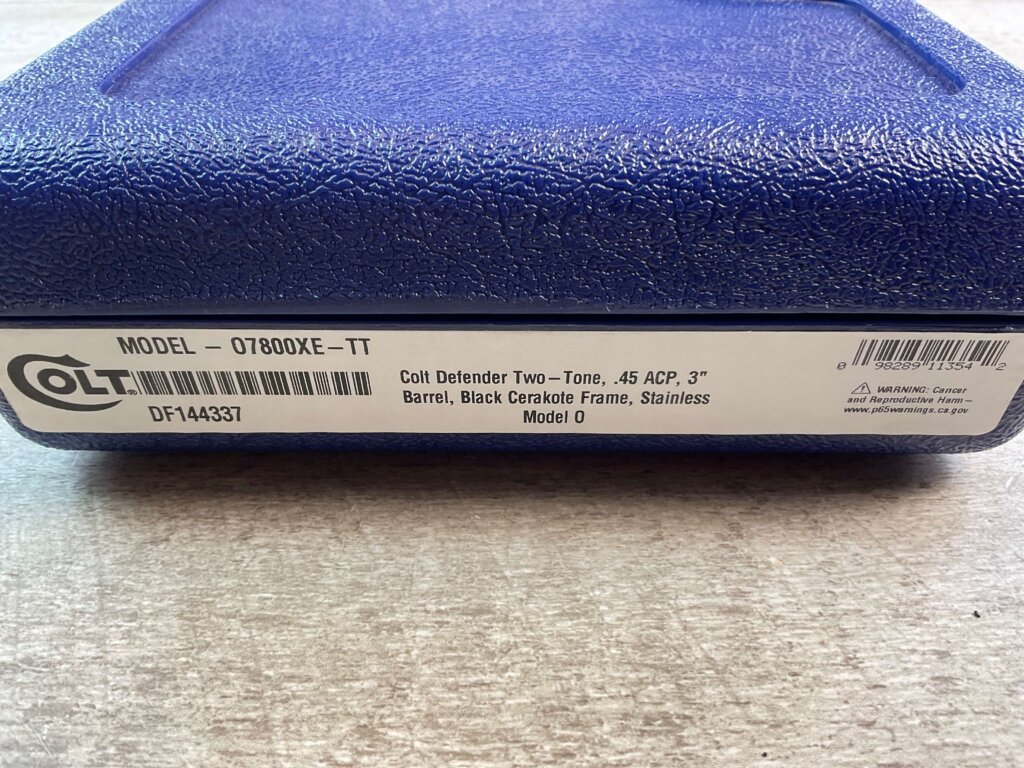 MODEL – 07800XE–TT
COLT®
DF144337
Colt Defender Two–Tone, .45 ACP, 3"
Barrel, Black Cerakote Frame, Stainless
Model O
0 98289 11354 2
⚠ WARNING: Cancer
and Reproductive Harm–
www.p65warnings.ca.gov